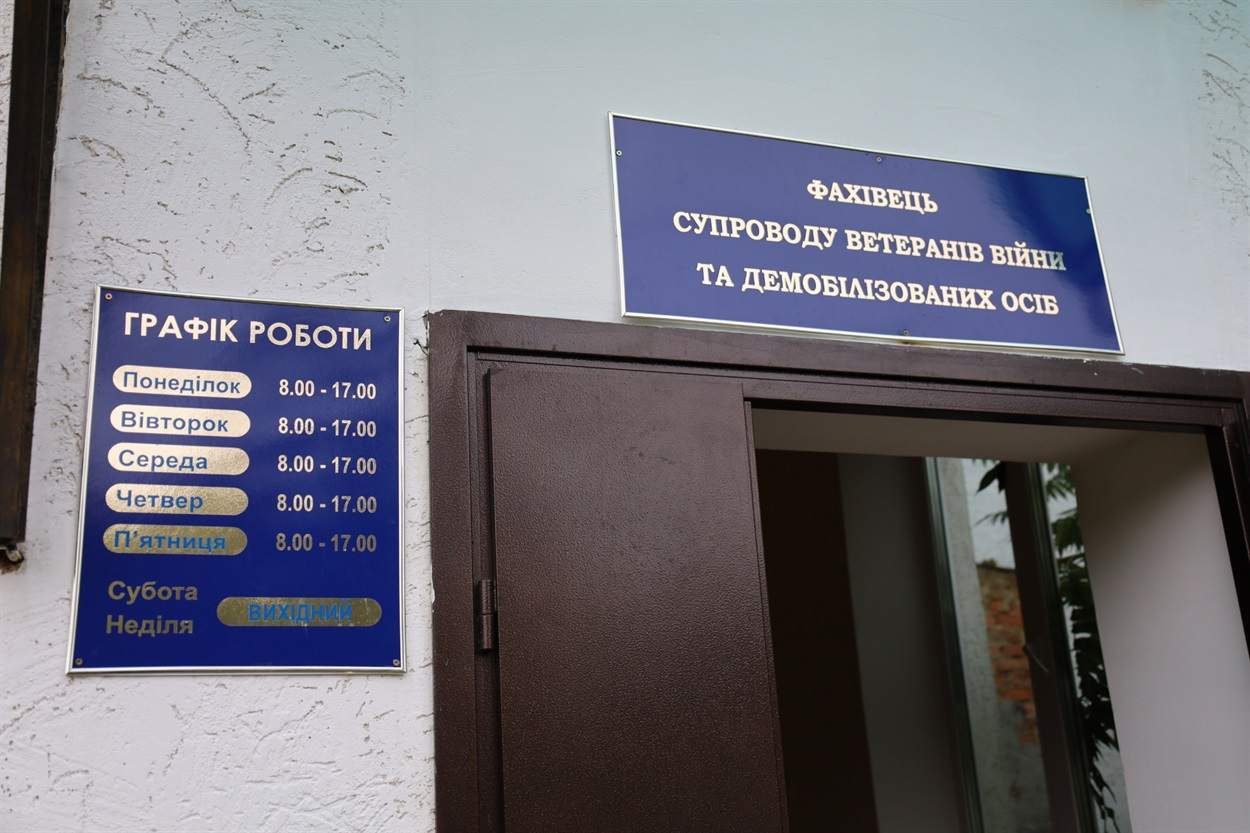 ФАХІВЕЦЬ
СУПРОВОДУ ВЕТЕРАНІВ ВІЙНИ
ТА ДЕМОБІЛІЗОВАНИХ ОСІБ
ГРАФІК РОБОТИ
Понеділок 8.00 - 17.00
Вівторок 8.00 - 17.00
Середа 8.00 - 17.00
Четвер 8.00 - 17.00
П'ятниця 8.00 - 17.00
Субота
Неділя ВИХІДНИЙ